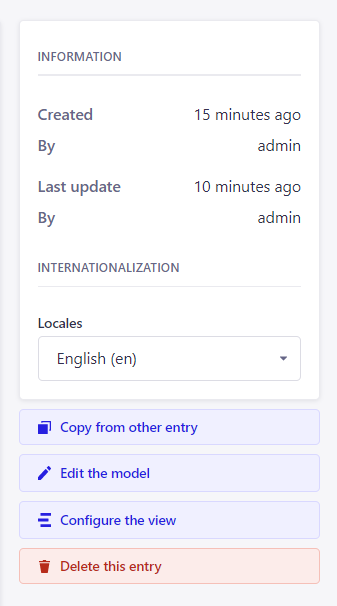 INFORMATION
Created 15 minutes ago
By admin
Last update 10 minutes ago
By admin
INTERNATIONALIZATION
Locales
English (en)
Copy from other entry
Edit the model
Configure the view
Delete this entry